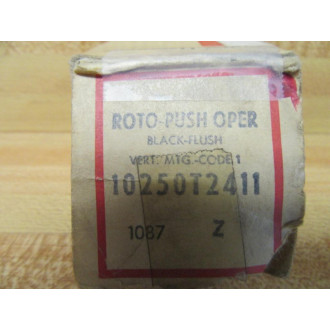 ROTO-PUSH OPER
BLACK-FLUSH
VERT. MTG.-CODE 1
10250T2411
1087 Z